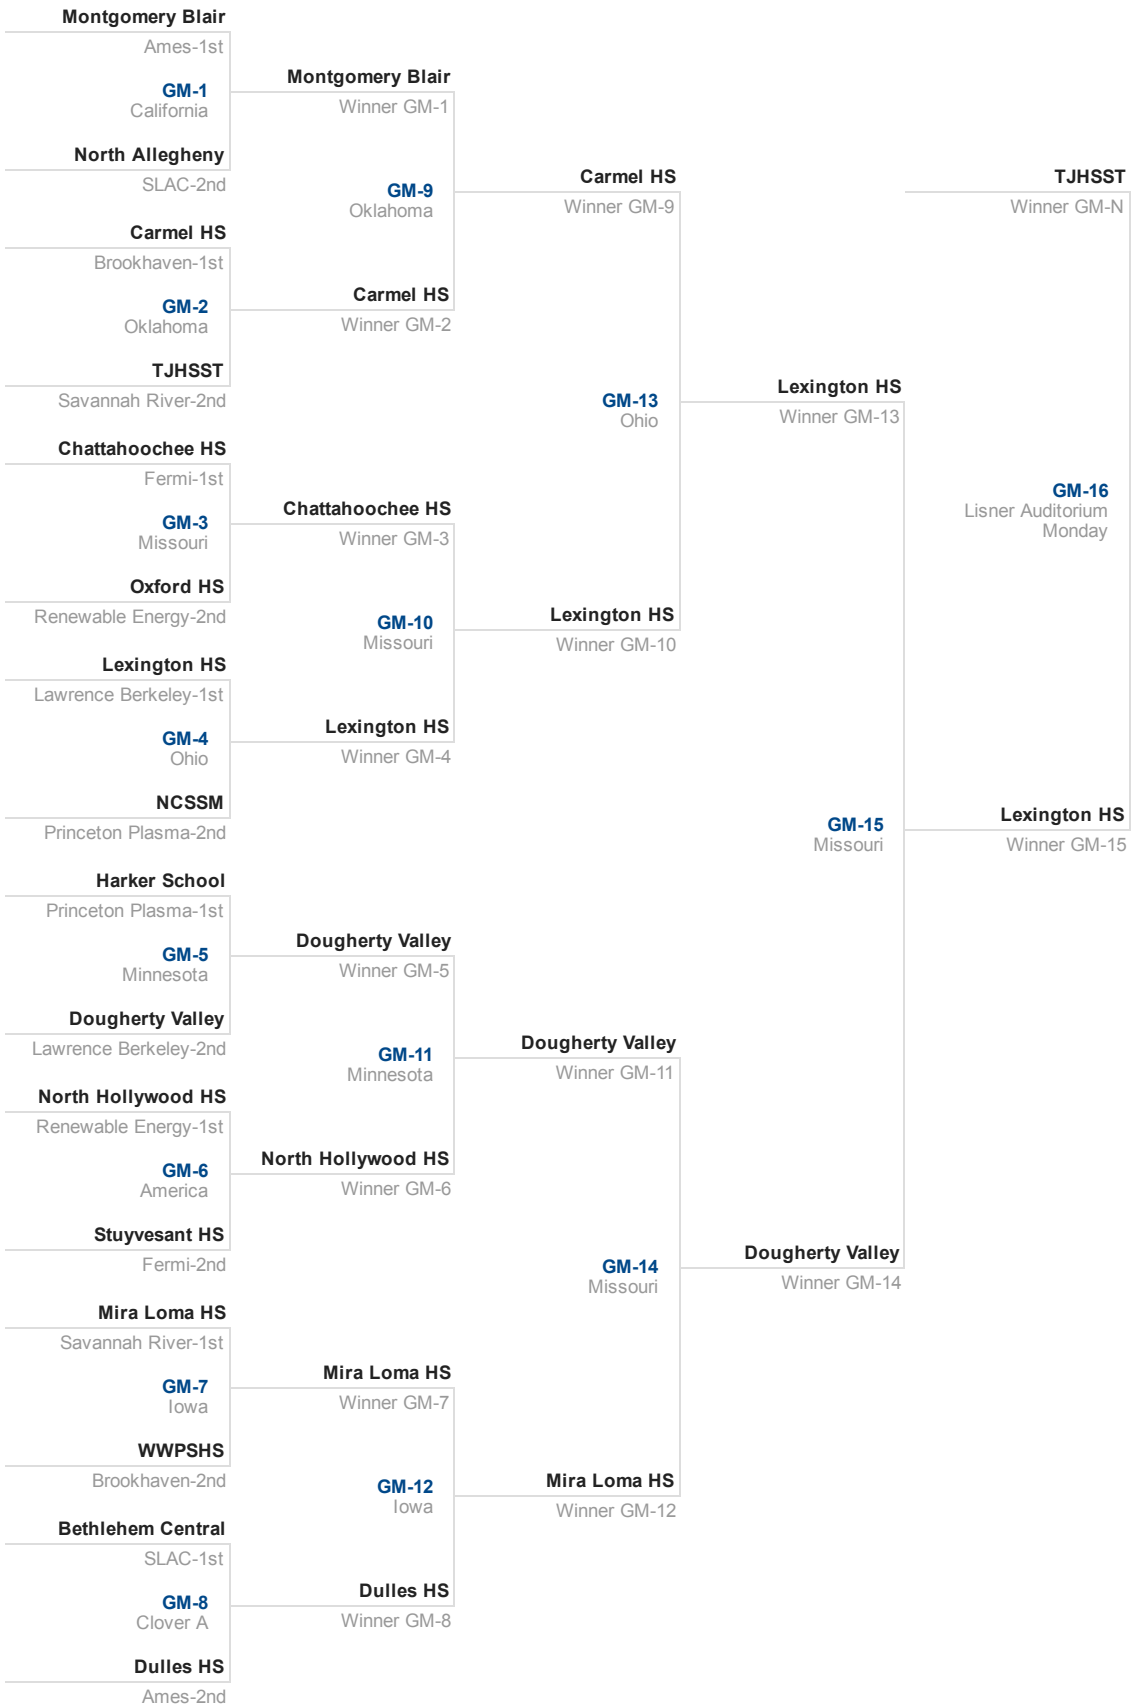 Montgomery Blair
Ames-1st
GM-1
California
North Allegheny
SLAC-2nd
Carmel HS
Brookhaven-1st
GM-2
Oklahoma
TJHSST
Savannah River-2nd
Chattahoochee HS
Fermi-1st
GM-3
Missouri
Oxford HS
Renewable Energy-2nd
Lexington HS
Lawrence Berkeley-1st
GM-4
Ohio
NCSSM
Princeton Plasma-2nd
Harker School
Princeton Plasma-1st
GM-5
Minnesota
Dougherty Valley
Lawrence Berkeley-2nd
North Hollywood HS
Renewable Energy-1st
GM-6
America
Stuyvesant HS
Fermi-2nd
Mira Loma HS
Savannah River-1st
GM-7
Iowa
WWPSHS
Brookhaven-2nd
Bethlehem Central
SLAC-1st
GM-8
Clover A
Dulles HS
Ames-2nd
Montgomery Blair
Winner GM-1
GM-9
Oklahoma
Carmel HS
Winner GM-2
Chattahoochee HS
Winner GM-3
GM-10
Missouri
Lexington HS
Winner GM-4
Dougherty Valley
Winner GM-5
GM-11
Minnesota
North Hollywood HS
Winner GM-6
Mira Loma HS
Winner GM-7
GM-12
Iowa
Dulles HS
Winner GM-8
Carmel HS
Winner GM-9
GM-13
Ohio
Lexington HS
Winner GM-10
Dougherty Valley
Winner GM-11
GM-14
Missouri
Mira Loma HS
Winner GM-12
Lexington HS
Winner GM-13
GM-15
Missouri
Dougherty Valley
Winner GM-14
TJHSST
Winner GM-N
GM-16
Lisner Auditorium
Monday
Lexington HS
Winner GM-15